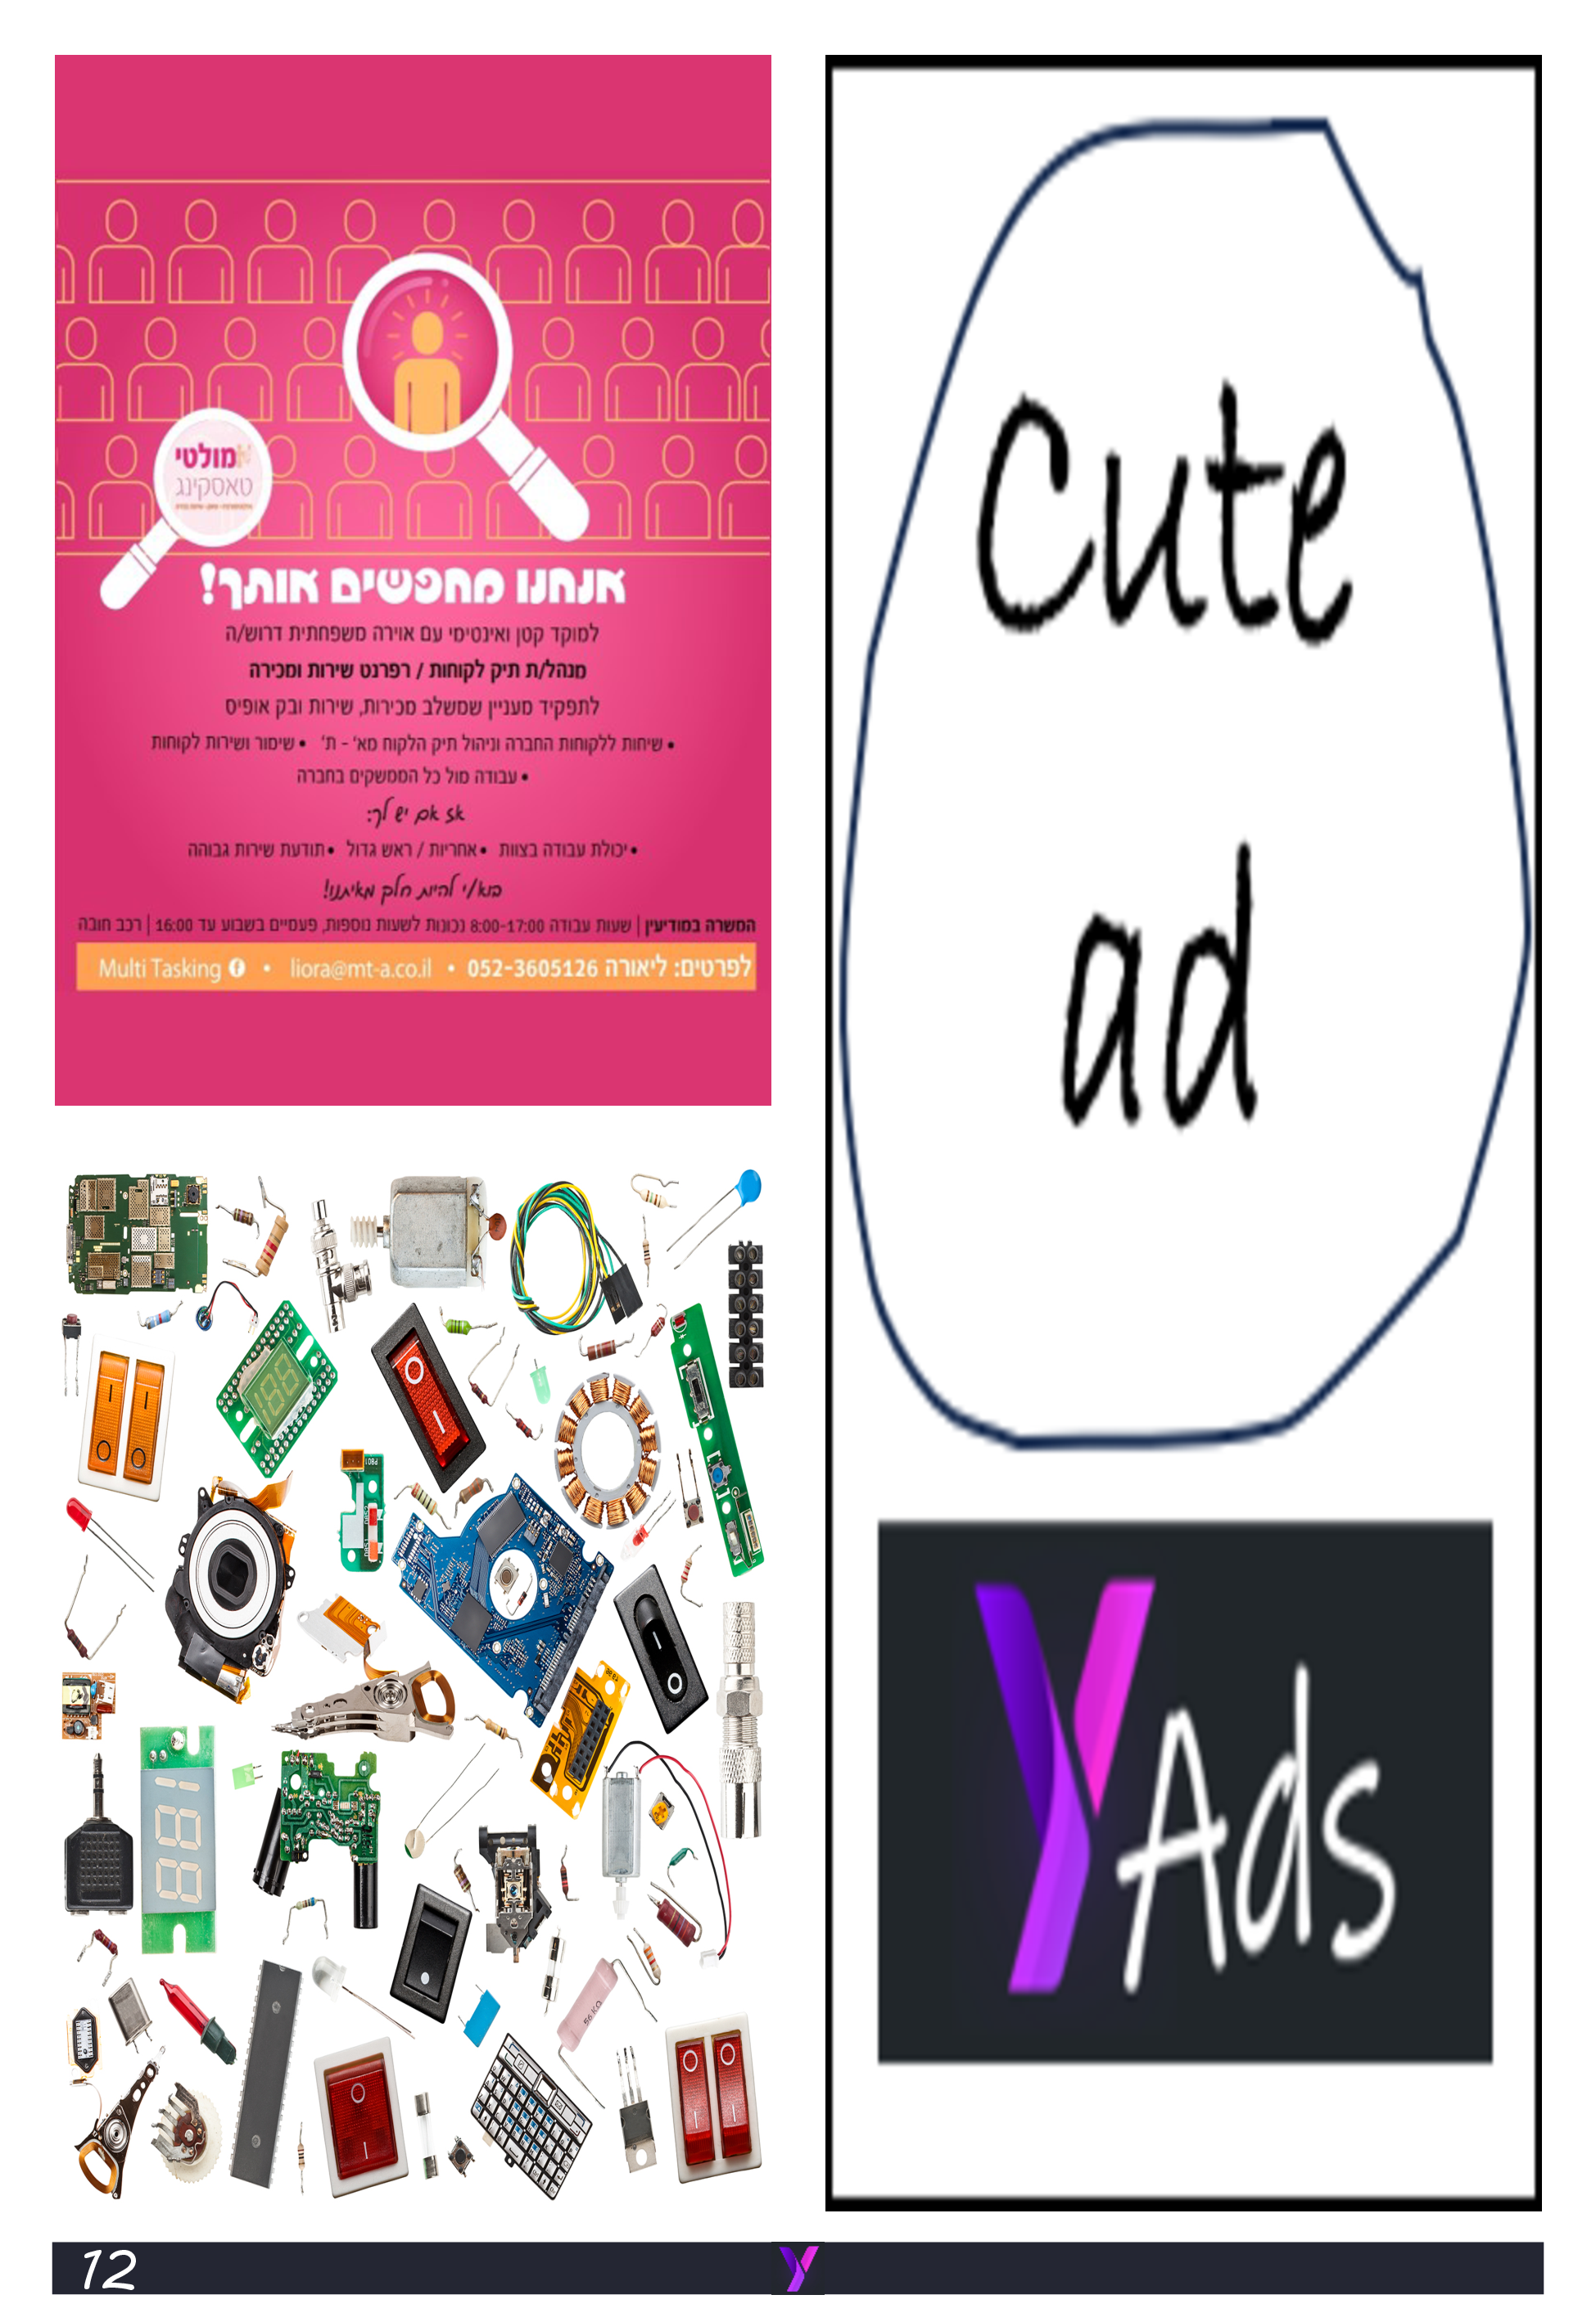 מולטי
טאסקינג
אנחנו מחפשים אותך!
למוקד קטן ואינטימי עם אוירה משפחתית דרוש/ה
מנהל/ת תיק לקוחות / רפרנט שירות ומכירה
לתפקיד מעניין שמשלב מכירות, שירות ובק אופיס
• שיחות ללקוחות החברה וניהול תיק הלקוח מא' - ת' • שימור ושירות לקוחות
• עבודה מול כל הממשקים בחברה
אז אם יש לך:
• יכולת עבודה בצוות • אחריות / ראש גדול • תודעת שירות גבוהה
בוא/י להיות חלק מאיתנו!
המשרה במודיעין | שעות עבודה 8:00-17:00 נכונות לשעות נוספות, פעמיים בשבוע עד 16:00 | רכב חובה
לפרטים: ליאורה 052-3605126 • liora@mt-a.co.il • Multi Tasking
Cute
ad
YAds
56 KΩ
12